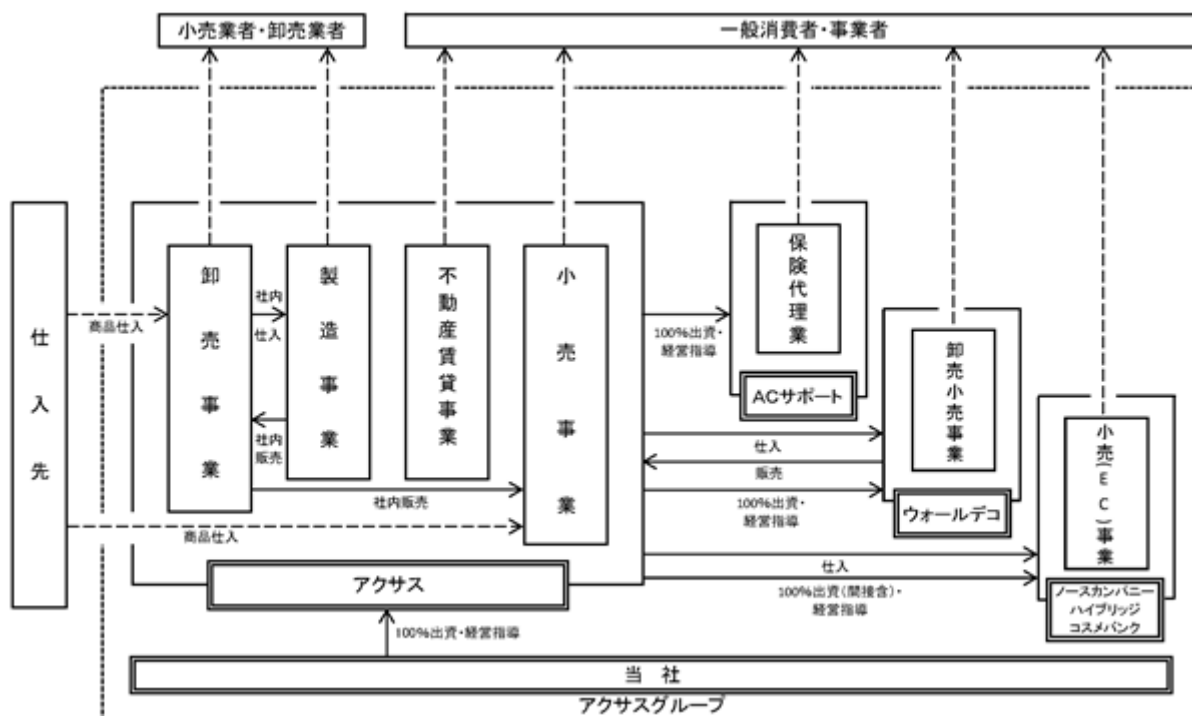 小売業者・卸売業者
一般消費者・事業者
仕入先
商品仕入
卸売事業
社内
仕入
社内
販売
製造事業
不動産賃貸事業
小売事業
社内販売
商品仕入
アクサス
100%出資・
経営指導
保険代理業
ACサポート
仕入
販売
100%出資・
経営指導
卸売小売事業
ウォールデコ
仕入
100%出資(間接含)・
経営指導
小売(EC)事業
ノースカンパニー
ハイブリッジ
コスメバンク
100%出資・経営指導
当 社
アクサスグループ